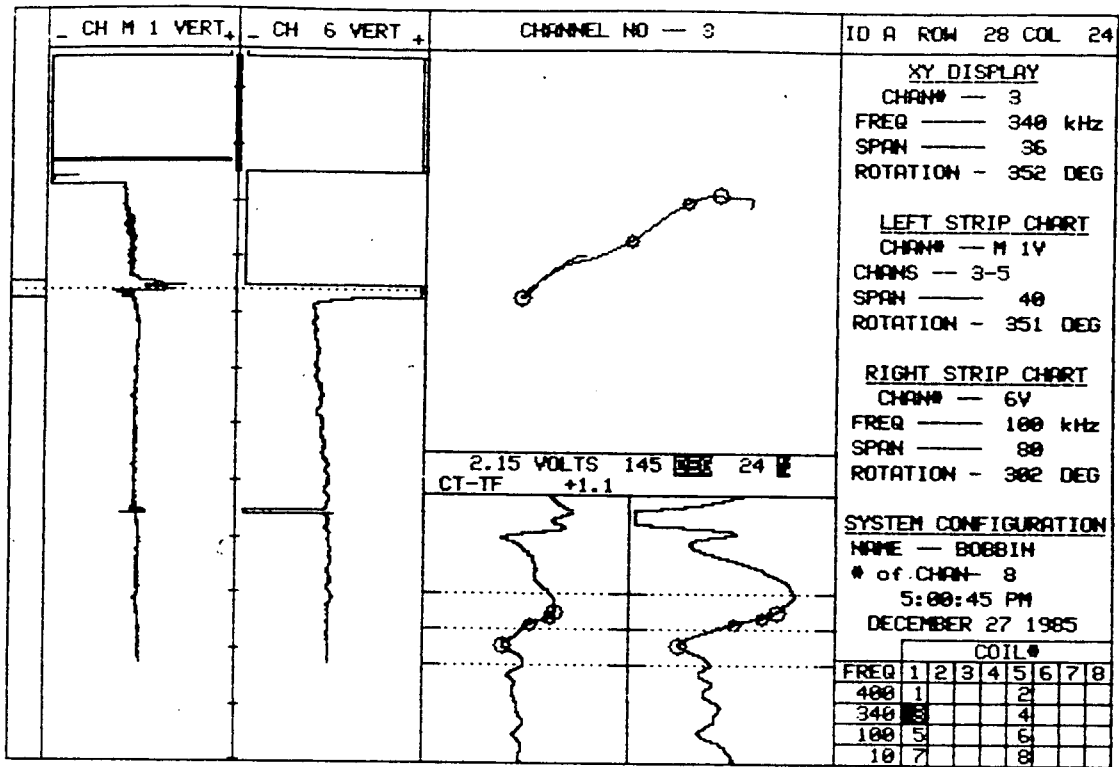 _ CH M 1 VERT +
_ CH 6 VERT +
CHANNEL NO — 3
ID A ROW 28 COL 24
XY DISPLAY
CHAN# — 3
FREQ —— 340 kHz
SPAN —— 36
ROTATION - 352 DEG
LEFT STRIP CHART
CHAN# — M 1V
CHANS — 3-5
SPAN —— 40
ROTATION - 351 DEG
RIGHT STRIP CHART
CHAN# — 6V
FREQ —— 100 kHz
SPAN —— 80
ROTATION - 302 DEG
2.15 VOLTS 145 24
CT-TF +1.1
SYSTEM CONFIGURATION
NAME — BOBBIN
# of CHAN- 8
5:00:45 PM
DECEMBER 27 1985
COIL#
FREQ 1 2 3 4 5 6 7 8
400 1 2
340 3 4
100 5 6
10 7 8